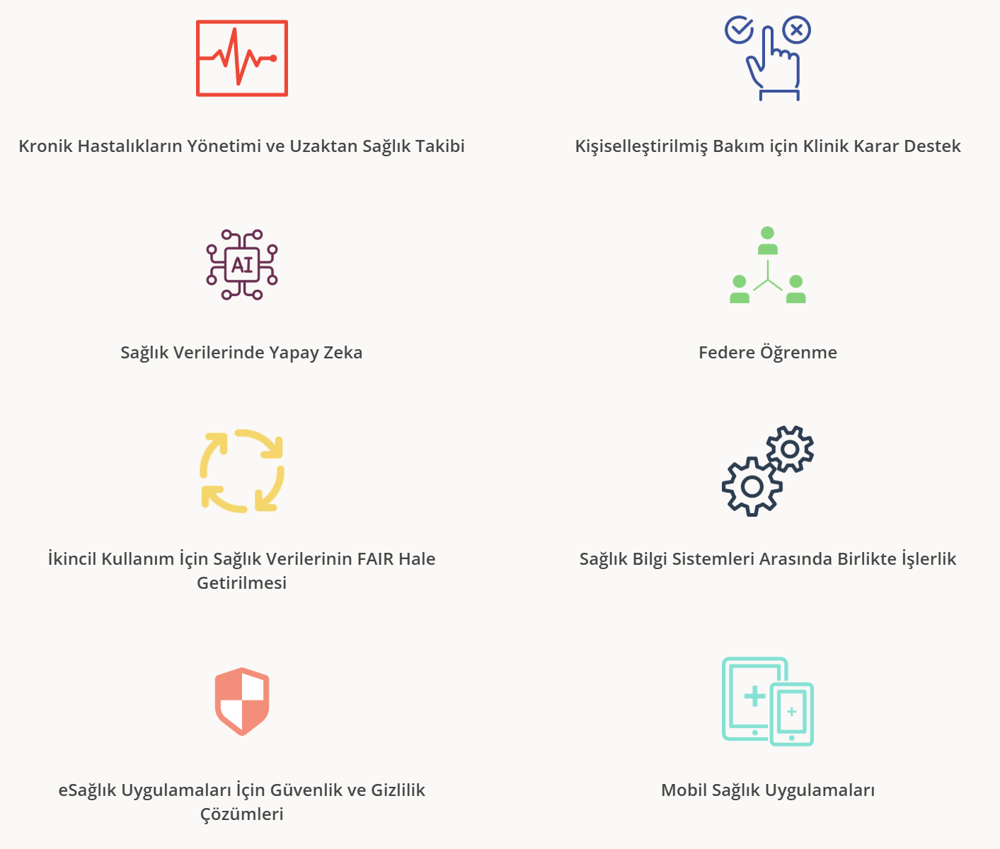 Kronik Hastalıkların Yönetimi ve Uzaktan Sağlık Takibi
Kişiselleştirilmiş Bakım için Klinik Karar Destek
AI
Sağlık Verilerinde Yapay Zeka
Federe Öğrenme
İkincil Kullanım İçin Sağlık Verilerinin FAIR Hale
Getirilmesi
Sağlık Bilgi Sistemleri Arasında Birlikte İşlerlik
eSağlık Uygulamaları İçin Güvenlik ve Gizlilik
Çözümleri
Mobil Sağlık Uygulamaları